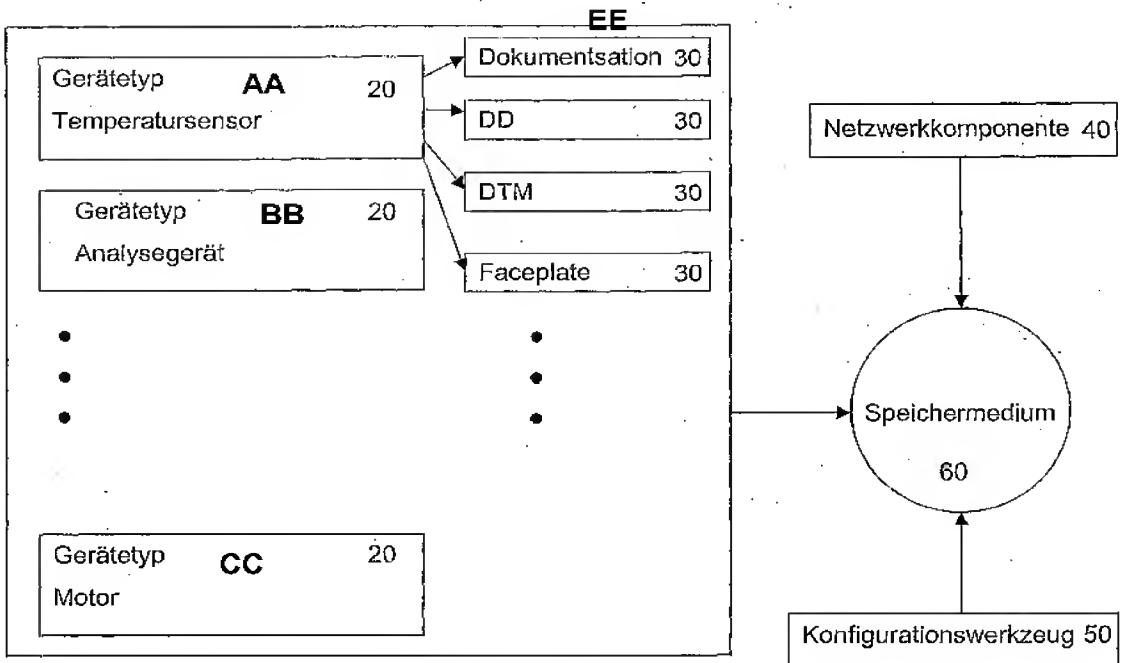 EE
Gerätetyp AA 20
Temperatursensor
Dokumentsation 30
DD 30
DTM 30
Faceplate 30
Gerätetyp BB 20
Analysegerät
Gerätetyp CC 20
Motor
Netzwerkkomponente 40
Speichermedium
60
Konfigurationswerkzeug 50